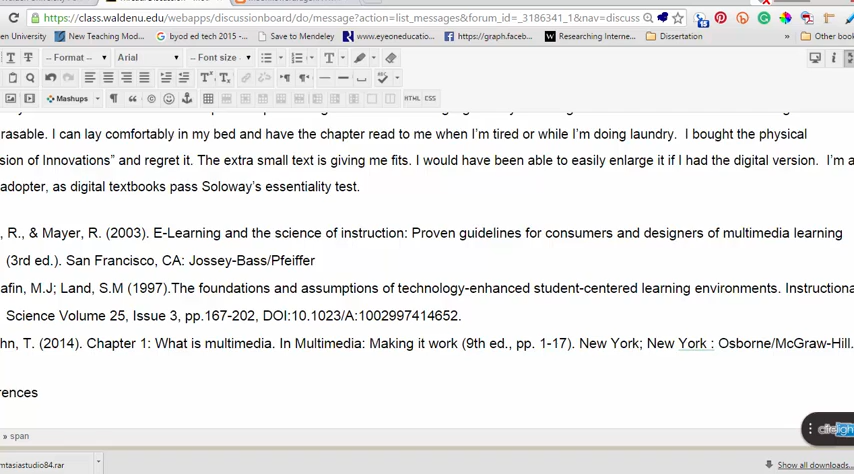 https://class.waldenu.edu/webapps/discussionboard/do/message?action=list_messages&forum_id=_3186341_1&nav=discuss
en University New Teaching Mod... byod ed tech 2015 -... Save to Mendeley www.eyeoneducation... https://graph.faceb... Researching Interne... Dissertation » Other book
T T -- Format -- Arial -- Font size --
Mashups ¶ HTML CSS
rasable. I can lay comfortably in my bed and have the chapter read to me when I'm tired or while I'm doing laundry. I bought the physical
sion of Innovations" and regret it. The extra small text is giving me fits. I would have been able to easily enlarge it if I had the digital version. I'm a
adopter, as digital textbooks pass Soloway's essentiality test.
, R., & Mayer, R. (2003). E-Learning and the science of instruction: Proven guidelines for consumers and designers of multimedia learning
(3rd ed.). San Francisco, CA: Jossey-Bass/Pfeiffer
afin, M.J; Land, S.M (1997).The foundations and assumptions of technology-enhanced student-centered learning environments. Instructiona
Science Volume 25, Issue 3, pp.167-202, DOI:10.1023/A:1002997414652.
hn, T. (2014). Chapter 1: What is multimedia. In Multimedia: Making it work (9th ed., pp. 1-17). New York; New York : Osborne/McGraw-Hill.
rences
» span
mtasiastudio84.rar
Show all downloads...